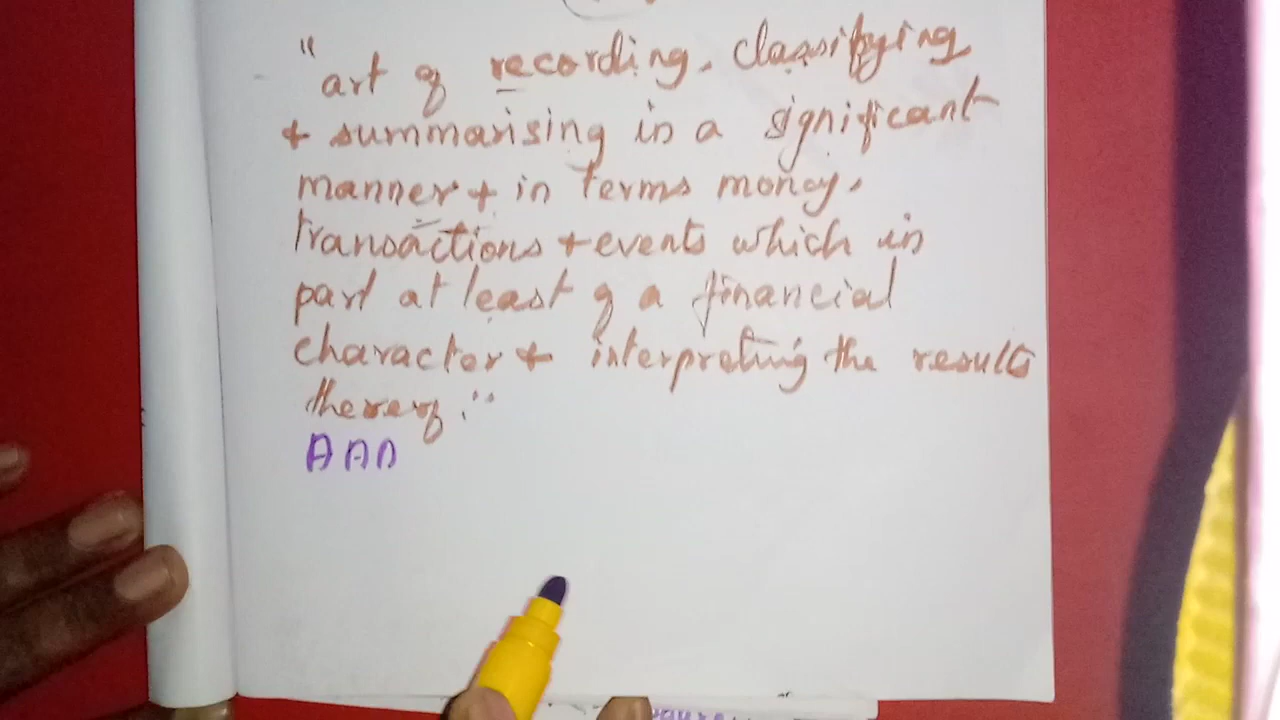 "art of recording, classifying
+ summarising in a significant
manner + in terms money,
transactions + events which in
part at least of a financial
character + interpreting the results
thereof."
AAA